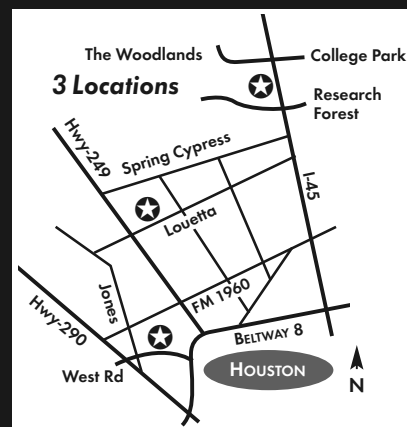 The Woodlands
College Park
3 Locations
Research
Forest
Hwy-249
Spring Cypress
I-45
Louetta
Jones
FM 1960
Hwy-290
BELTWAY 8
West Rd
HOUSTON
N